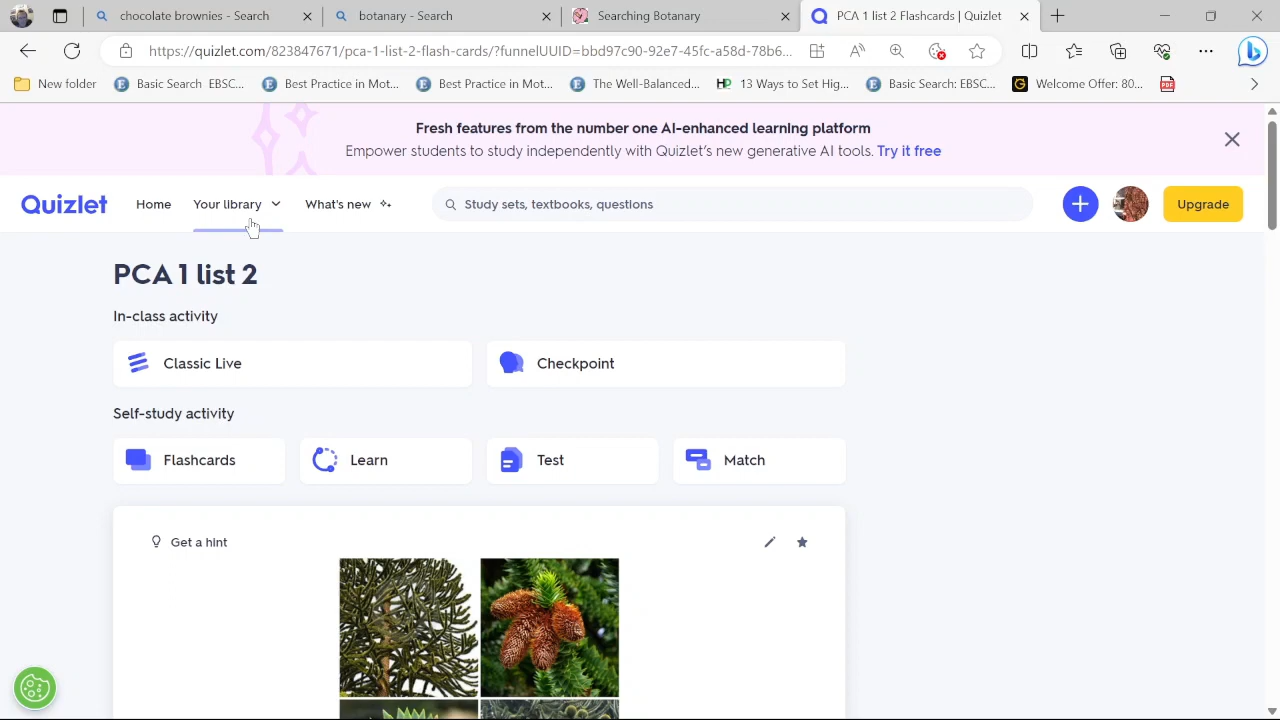 chocolate brownies - Search
botanary - Search
Searching Botanary
PCA 1 list 2 Flashcards | Quizlet
https://quizlet.com/823847671/pca-1-list-2-flash-cards/?funnelUUID=bbd97c90-92e7-45fc-a58d-78b6...
New folder
Basic Search EBSC...
Best Practice in Mot...
Best Practice in Mot...
The Well-Balanced...
13 Ways to Set Hig...
Basic Search: EBSC...
Welcome Offer: 80...
Fresh features from the number one AI-enhanced learning platform
Empower students to study independently with Quizlet's new generative AI tools. Try it free
Quizlet
Home
Your library
What's new
Study sets, textbooks, questions
Upgrade
PCA 1 list 2
In-class activity
Classic Live
Checkpoint
Self-study activity
Flashcards
Learn
Test
Match
Get a hint